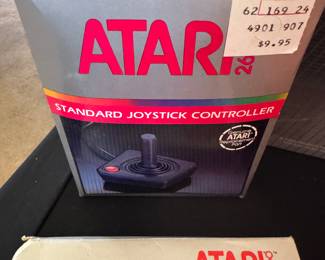 62 169 24
4901 907
$9.95
ATARI
26
STANDARD JOYSTICK CONTROLLER
ATARI
ATARI